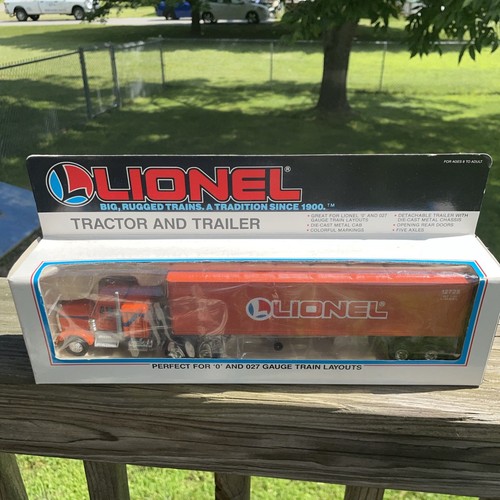 FOR AGES 8 TO ADULT
LIONEL®
BIG, RUGGED TRAINS. A TRADITION SINCE 1900.™
TRACTOR AND TRAILER
• GREAT FOR LIONEL '0' AND 027
GAUGE TRAIN LAYOUTS
• DIE-CAST METAL CAB
• COLORFUL MARKINGS
• DETACHABLE TRAILER WITH
DIE-CAST METAL CHASSIS
• OPENING REAR DOORS
• FIVE AXLES
LIONEL®
PERFECT FOR '0' AND 027 GAUGE TRAIN LAYOUTS